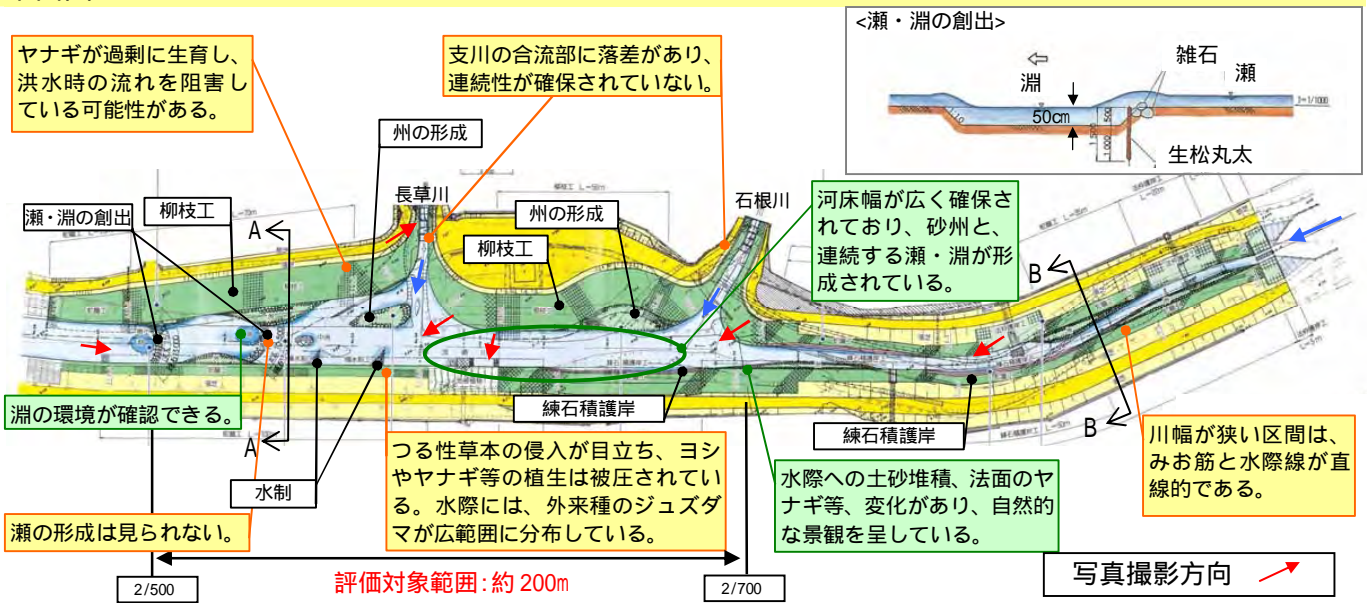 <瀬・淵の創出>
雑石
淵
瀬
50cm
500
1,500
1,000
I=1/1000
生松丸太
ヤナギが過剰に生育し、
洪水時の流れを阻害し
ている可能性がある。
支川の合流部に落差があり、
連続性が確保されていない。
州の形成
長草川
石根川
瀬・淵の創出
柳枝工
A
柳枝工
州の形成
河床幅が広く確保
されており、砂州と、
連続する瀬・淵が形
成されている。
B
淵の環境が確認できる。
A
水制
練石積護岸
練石積護岸
B
瀬の形成は見られない。
つる性草本の侵入が目立ち、ヨシ
やヤナギ等の植生は被圧されてい
る。水際には、外来種のジュズダ
マが広範囲に分布している。
水際への土砂堆積、法面のヤ
ナギ等、変化があり、自然的
な景観を呈している。
川幅が狭い区間は、
みお筋と水際線が直
線的である。
2/500
評価対象範囲:約200m
2/700
写真撮影方向